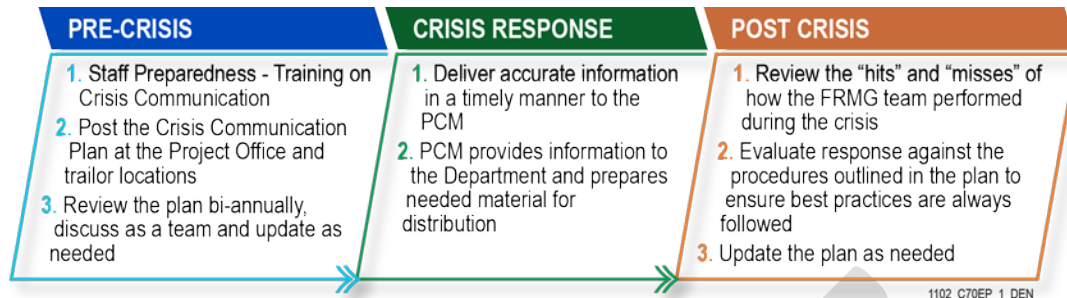 PRE-CRISIS
1. Staff Preparedness - Training on
Crisis Communication
2. Post the Crisis Communication
Plan at the Project Office and
trailor locations
3. Review the plan bi-annually,
discuss as a team and update as
needed
CRISIS RESPONSE
1. Deliver accurate information
in a timely manner to the
PCM
2. PCM provides information to
the Department and prepares
needed material for
distribution
POST CRISIS
1. Review the “hits” and “misses” of
how the FRMG team performed
during the crisis
2. Evaluate response against the
procedures outlined in the plan to
ensure best practices are always
followed
3. Update the plan as needed
1102_C70EP_1_DEN